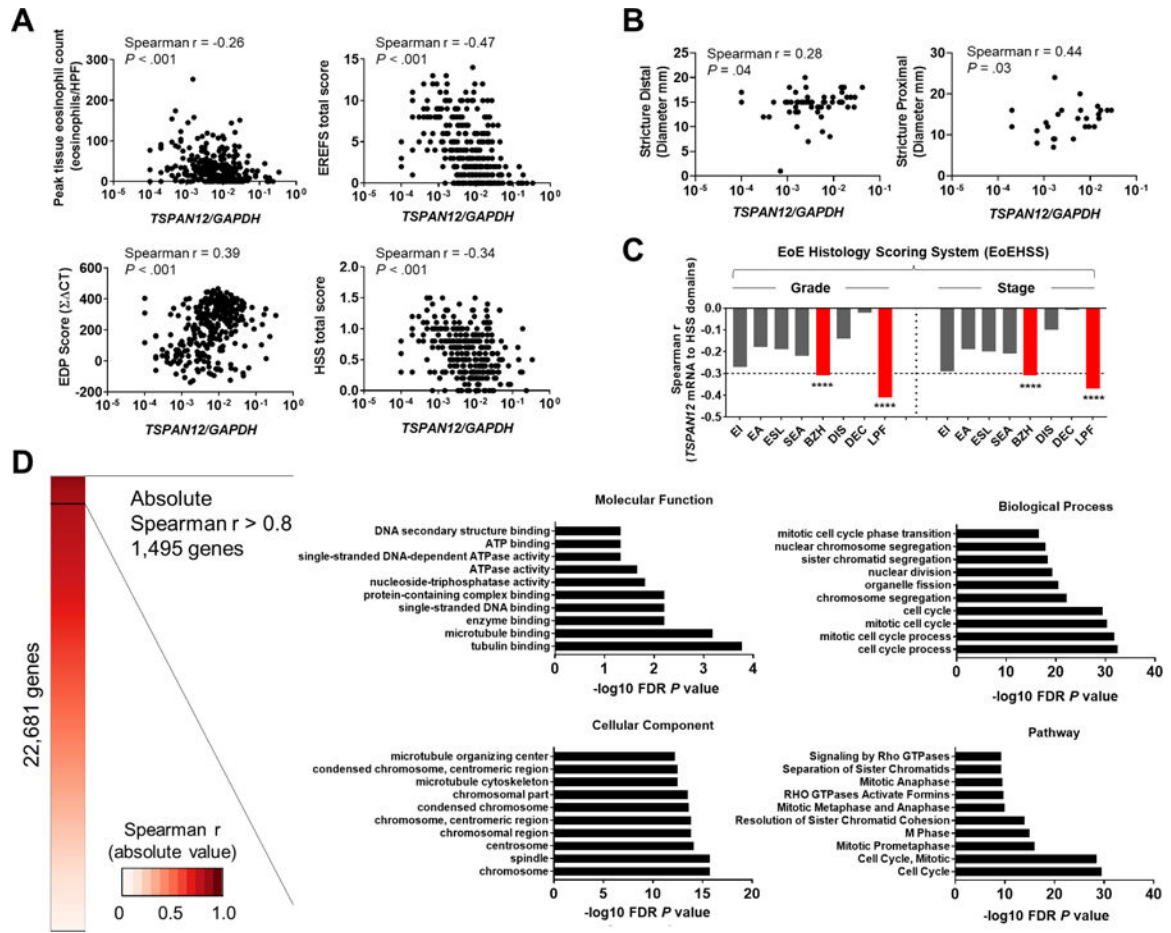 A
Spearman r = -0.26
P < .001
Peak tissue eosinophil count
(eosinophils/HPF)
300
200
100
0
10-5 10-4 10-3 10-2 10-1 100
TSPAN12/GAPDH
Spearman r = -0.47
P < .001
EREFS total score
15
10
5
0
10-5 10-4 10-3 10-2 10-1 100
TSPAN12/GAPDH
Spearman r = 0.39
P < .001
EDP Score (ΣΔCT)
600
460
320
180
40
-120
10-5 10-4 10-3 10-2 10-1 100
TSPAN12/GAPDH
Spearman r = -0.34
P < .001
HSS total score
2.0
1.5
1.0
0.5
0.0
10-5 10-4 10-3 10-2 10-1 100
TSPAN12/GAPDH
B
Spearman r = 0.28
P = .04
Stricture Distal
(Diameter mm)
25
20
15
10
5
0
10-5 10-4 10-3 10-2 10-1
TSPAN12/GAPDH
Spearman r = 0.44
P = .03
Stricture Proximal
(Diameter mm)
30
20
10
0
10-5 10-4 10-3 10-2 10-1
TSPAN12/GAPDH
C
EoE Histology Scoring System (EoEHSS)
Grade
Stage
Spearman r
(TSPAN12 mRNA to HSS domains)
0.0
-0.1
-0.2
-0.3
-0.4
-0.5
****
****
****
****
EI EA ESL SEA BZH DIS DEC LPF
EI EA ESL SEA BZH DIS DEC LPF
D
Absolute
Spearman r > 0.8
1,495 genes
22,681 genes
Spearman r
(absolute value)
0 0.5 1.0
Molecular Function
DNA secondary structure binding
ATP binding
single-stranded DNA-dependent ATPase activity
ATPase activity
nucleoside-triphosphatase activity
protein-containing complex binding
single-stranded DNA binding
enzyme binding
microtubule binding
tubulin binding
0 1 2 3 4
-log10 FDR P value
Biological Process
mitotic cell cycle phase transition
nuclear chromosome segregation
sister chromatid segregation
nuclear division
organelle fission
chromosome segregation
cell cycle
mitotic cell cycle
mitotic cell cycle process
cell cycle process
0 10 20 30 40
-log10 FDR P value
Cellular Component
microtubule organizing center
condensed chromosome, centromeric region
microtubule cytoskeleton
chromosomal part
condensed chromosome
chromosome, centromeric region
chromosomal region
centrosome
spindle
chromosome
0 5 10 15 20
-log10 FDR P value
Pathway
Signaling by Rho GTPases
Separation of Sister Chromatids
Mitotic Anaphase
RHO GTPases Activate Formins
Mitotic Metaphase and Anaphase
Resolution of Sister Chromatid Cohesion
M Phase
Mitotic Prometaphase
Cell Cycle, Mitotic
Cell Cycle
0 10 20 30 40
-log10 FDR P value